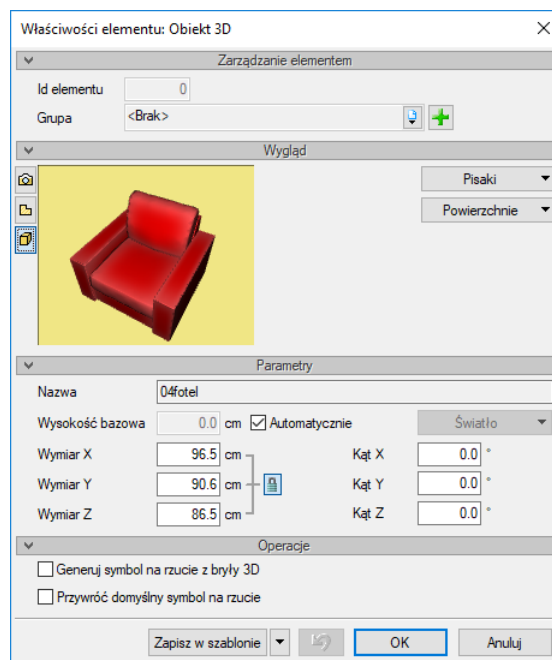 Właściwości elementu: Obiekt 3D
Zarządzanie elementem
Id elementu 0
Grupa <Brak>
Wygląd
Pisaki
Powierzchnie
Parametry
Nazwa 04fotel
Wysokość bazowa 0.0 cm Automatycznie Światło
Wymiar X 96.5 cm Kąt X 0.0 °
Wymiar Y 90.6 cm Kąt Y 0.0 °
Wymiar Z 86.5 cm Kąt Z 0.0 °
Operacje
Generuj symbol na rzucie z bryły 3D
Przywróć domyślny symbol na rzucie
Zapisz w szablonie OK Anuluj